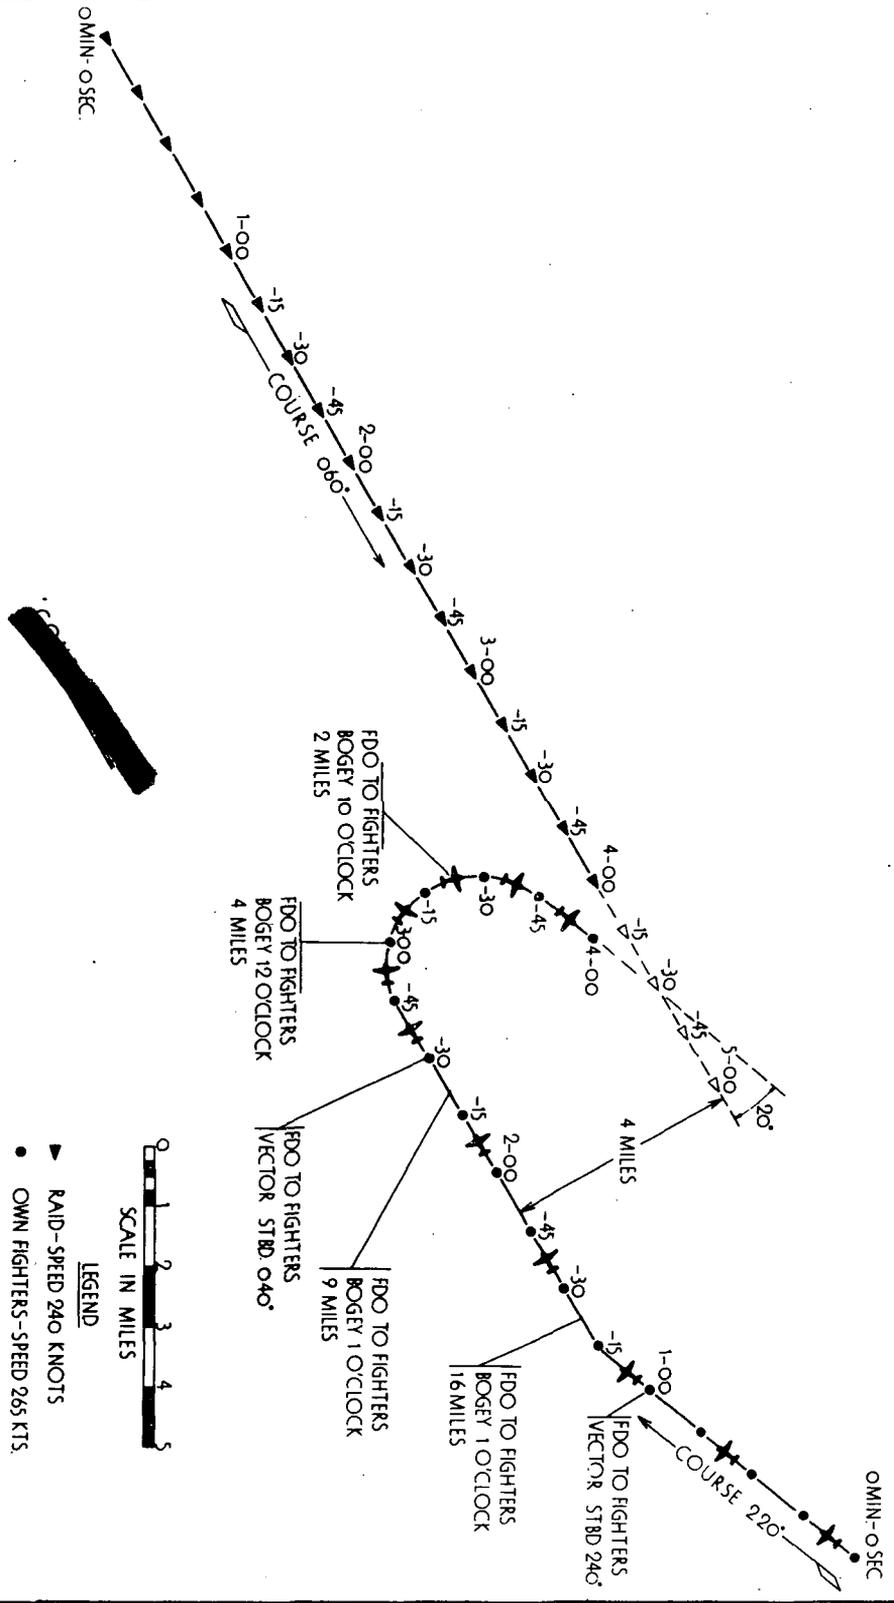 0 MIN-0 SEC.
1-00
-15
-30
-45
COURSE 060°
2-00
-15
-30
-45
3-00
-15
-30
-45
4-00
-15
-30
-45
5-00
20°
4 MILES
0 MIN-0 SEC
COURSE 220°
1-00
FDO TO FIGHTERS
VECTOR STBD 240°
-15
FDO TO FIGHTERS
BOGEY 1 O'CLOCK
16 MILES
-30
-45
2-00
-15
FDO TO FIGHTERS
BOGEY 1 O'CLOCK
9 MILES
-30
FDO TO FIGHTERS
VECTOR STBD. 040°
-45
300
FDO TO FIGHTERS
BOGEY 12 O'CLOCK
4 MILES
-15
FDO TO FIGHTERS
BOGEY 10 O'CLOCK
2 MILES
-30
-45
4-00
0 1 2 3 4 5
SCALE IN MILES
LEGEND
RAID-SPEED 240 KNOTS
OWN FIGHTERS-SPEED 265 KTS.